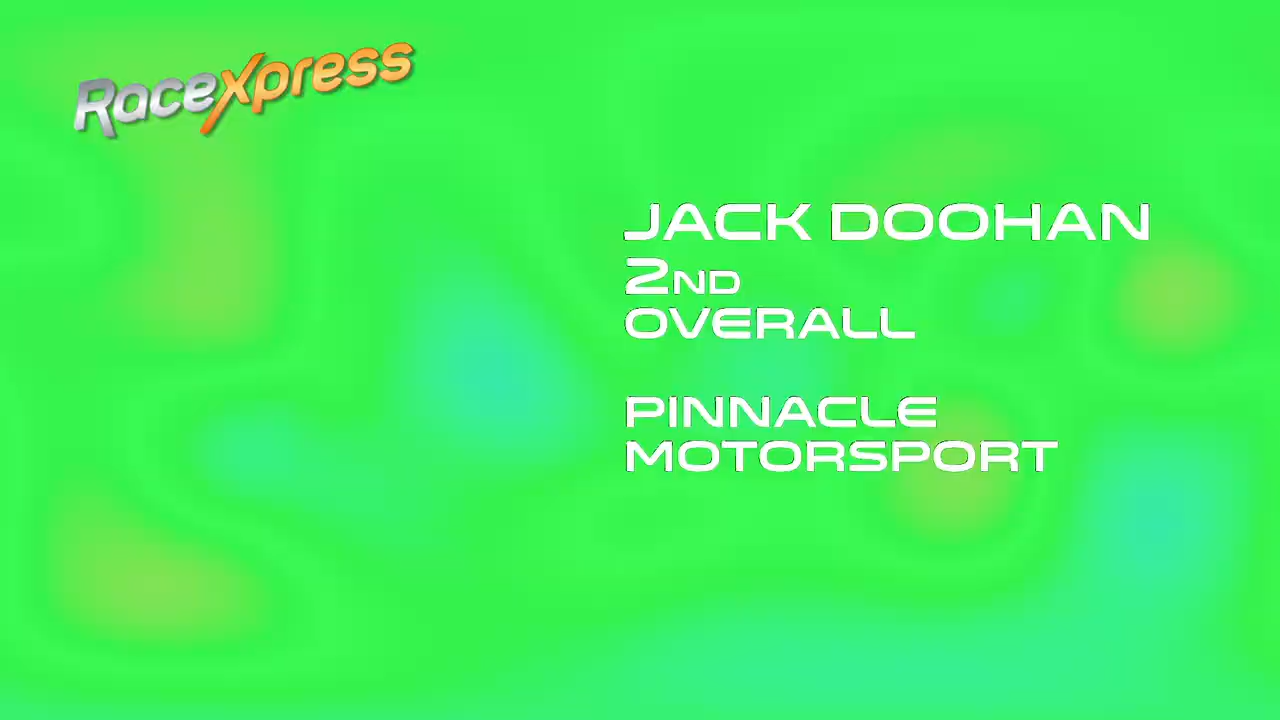 RaceXpress
JACK DOOHAN
2ND
OVERALL
PINNACLE
MOTORSPORT